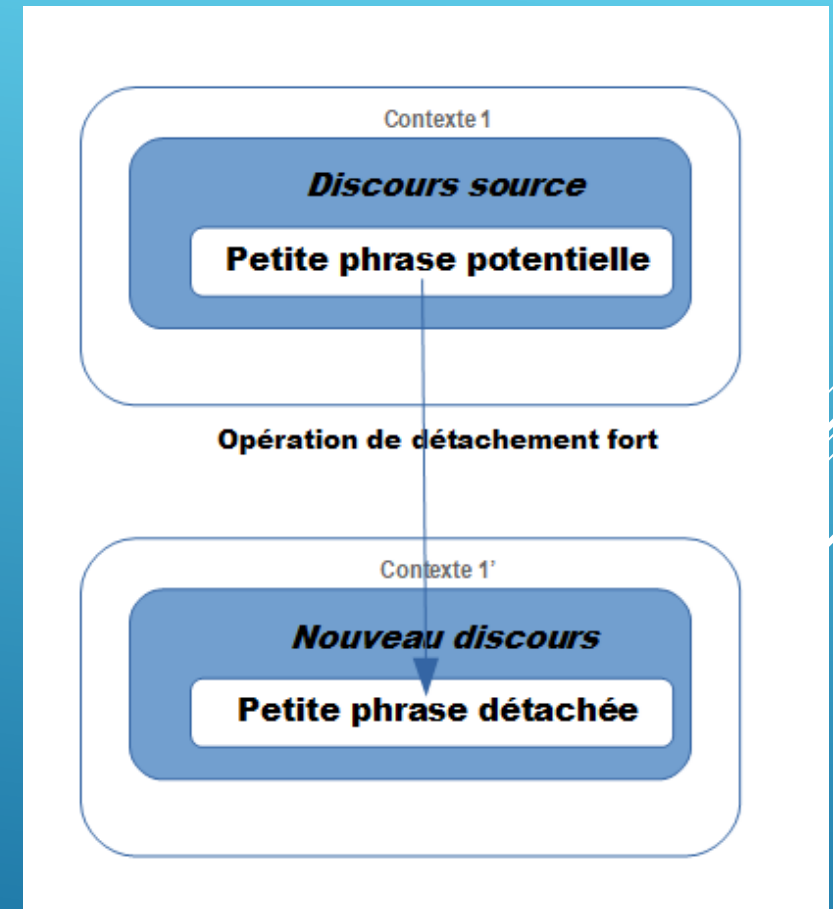 Contexte 1
Discours source
Petite phrase potentielle
Opération de détachement fort
Contexte 1'
Nouveau discours
Petite phrase détachée